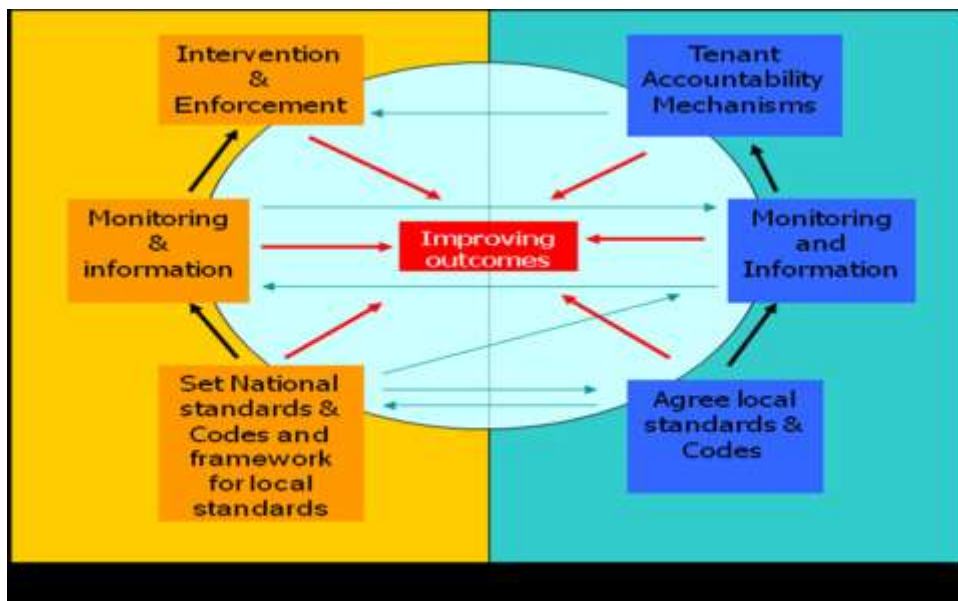 Intervention
&
Enforcement
Tenant
Accountability
Mechanisms
Monitoring
&
information
Improving
outcomes
Monitoring
and
Information
Set National
standards &
Codes and
framework
for local
standards
Agree local
standards &
Codes